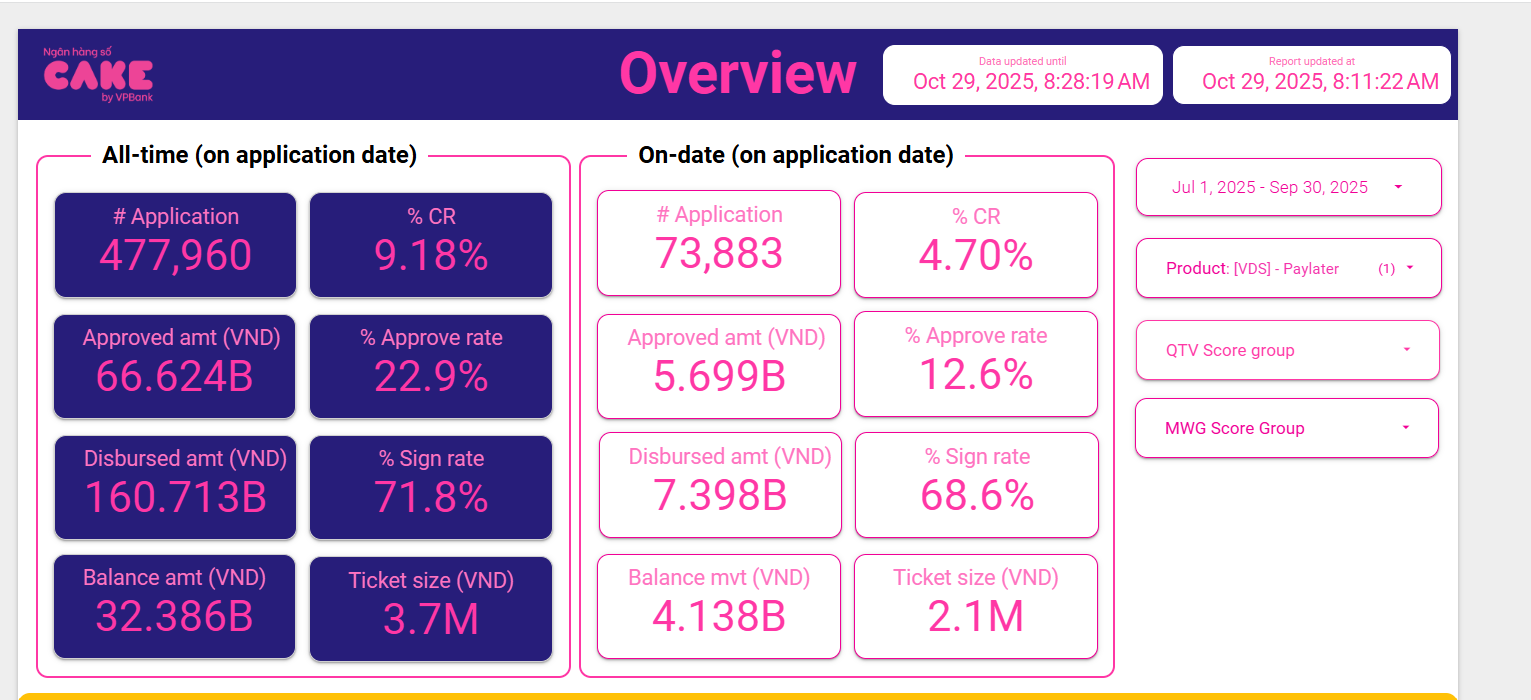 Ngân hàng số
CAKE
by VPBank
Overview
Data updated until
Oct 29, 2025, 8:28:19 AM
Report updated at
Oct 29, 2025, 8:11:22 AM
All-time (on application date)
# Application
477,960
% CR
9.18%
Approved amt (VND)
66.624B
% Approve rate
22.9%
Disbursed amt (VND)
160.713B
% Sign rate
71.8%
Balance amt (VND)
32.386B
Ticket size (VND)
3.7M
On-date (on application date)
# Application
73,883
% CR
4.70%
Approved amt (VND)
5.699B
% Approve rate
12.6%
Disbursed amt (VND)
7.398B
% Sign rate
68.6%
Balance mvt (VND)
4.138B
Ticket size (VND)
2.1M
Jul 1, 2025 - Sep 30, 2025
Product: [VDS] - Paylater (1)
QTV Score group
MWG Score Group